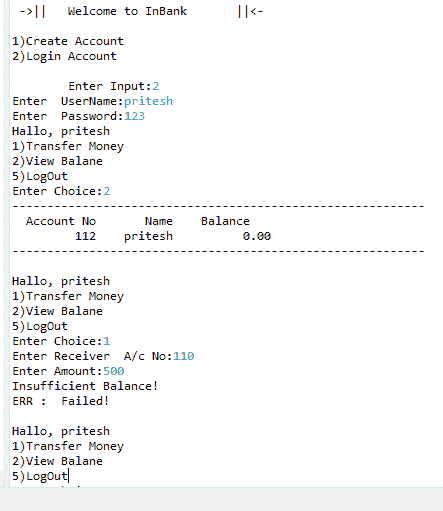 ->||   Welcome to InBank       ||<-
1)Create Account
2)Login Account
Enter Input:2
Enter  UserName:pritesh
Enter  Password:123
Hallo, pritesh
1)Transfer Money
2)View Balane
5)LogOut
Enter Choice:2
-----------------------------------------------------------
Account No       Name    Balance
112    pritesh          0.00
-----------------------------------------------------------
Hallo, pritesh
1)Transfer Money
2)View Balane
5)LogOut
Enter Choice:1
Enter Receiver  A/c No:110
Enter Amount:500
Insufficient Balance!
ERR :  Failed!
Hallo, pritesh
1)Transfer Money
2)View Balane
5)LogOut